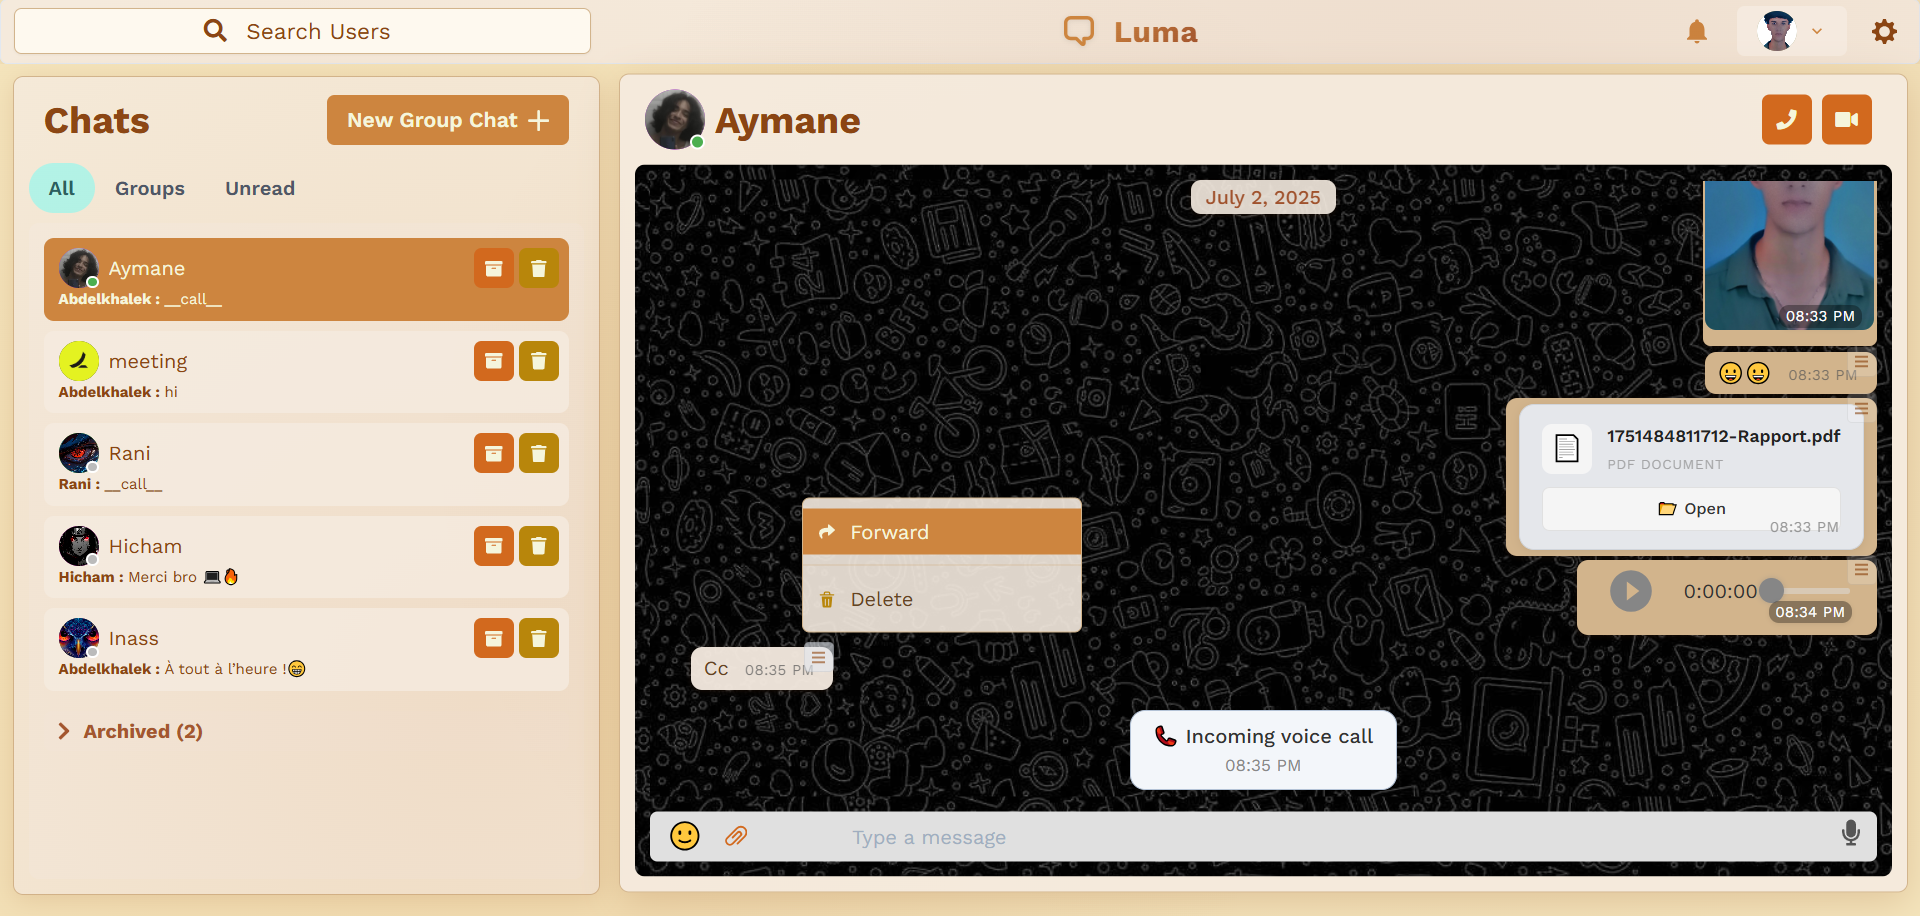 Search Users
Luma
Chats
New Group Chat
All
Groups
Unread
Aymane
Abdelkhalek : __call__
meeting
Abdelkhalek : hi
Rani
Rani : __call__
Hicham
Hicham : Merci bro 💻🔥
Inass
Abdelkhalek : À tout à l’heure !😁
Archived (2)
Aymane
July 2, 2025
08:33 PM
😀😀 08:33 PM
1751484811712-Rapport.pdf
PDF DOCUMENT
Open
08:33 PM
0:00:00
08:34 PM
Forward
Delete
Cc 08:35 PM
Incoming voice call
08:35 PM
Type a message